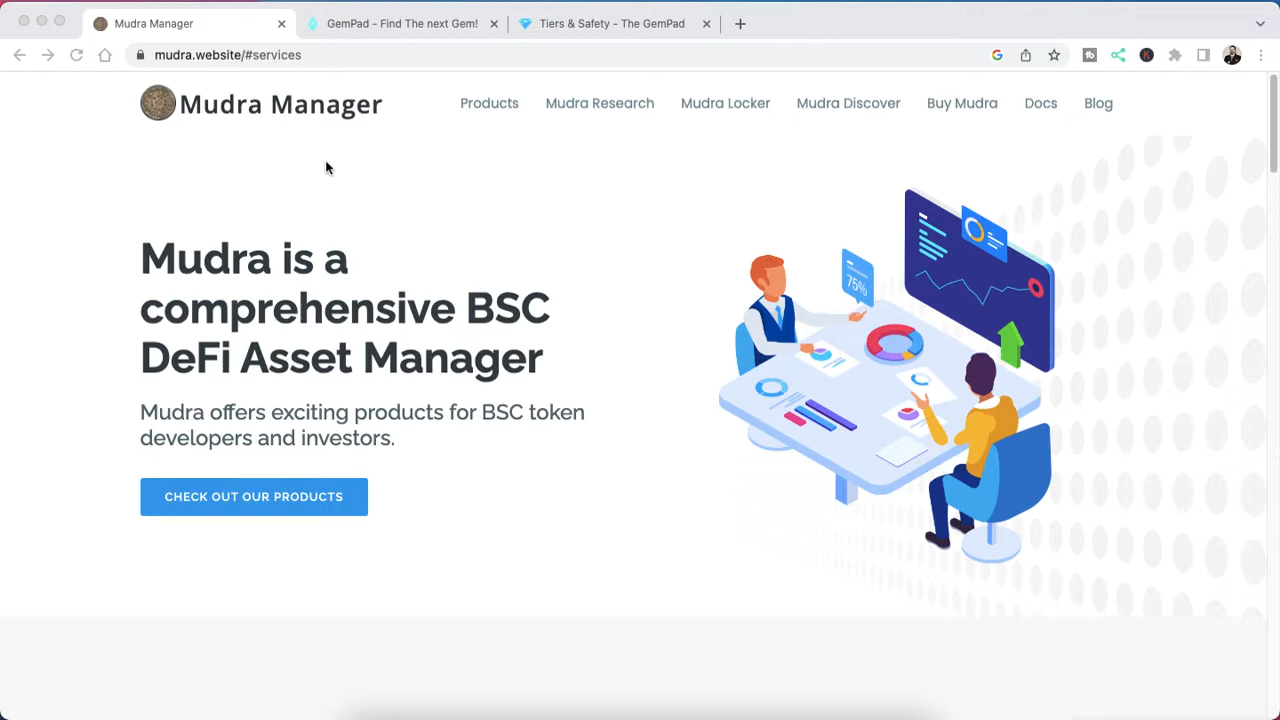 Mudra Manager
GemPad - Find The next Gem!
Tiers & Safety - The GemPad
mudra.website/#services
Mudra Manager
Products
Mudra Research
Mudra Locker
Mudra Discover
Buy Mudra
Docs
Blog
Mudra is a
comprehensive BSC
DeFi Asset Manager
Mudra offers exciting products for BSC token
developers and investors.
CHECK OUT OUR PRODUCTS
75%